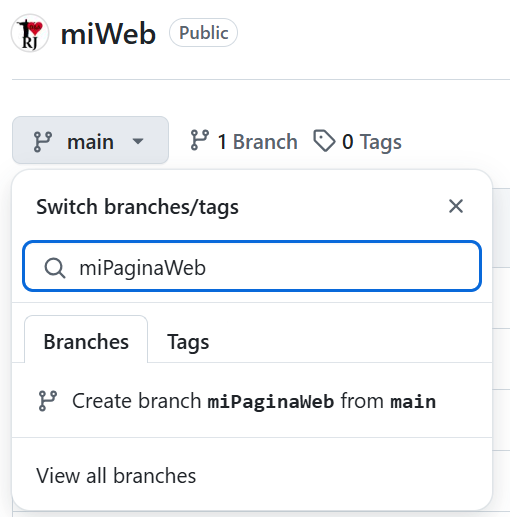 RJ
miWeb Public
main 1 Branch 0 Tags
Switch branches/tags
miPaginaWeb
Branches Tags
Create branch miPaginaWeb from main
View all branches